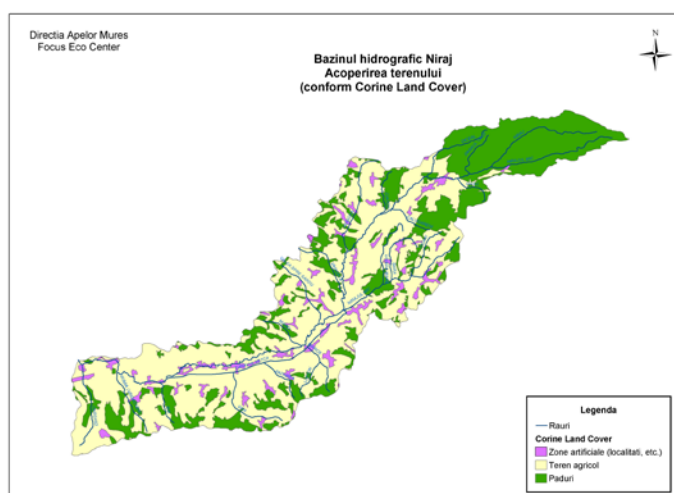 Directia Apelor Mures
Focus Eco Center
N
Bazinul hidrografic Niraj
Acoperirea terenului
(conform Corine Land Cover)
Legenda
Rauri
Corine Land Cover
Zone artificiale (localitati, etc.)
Teren agricol
Paduri